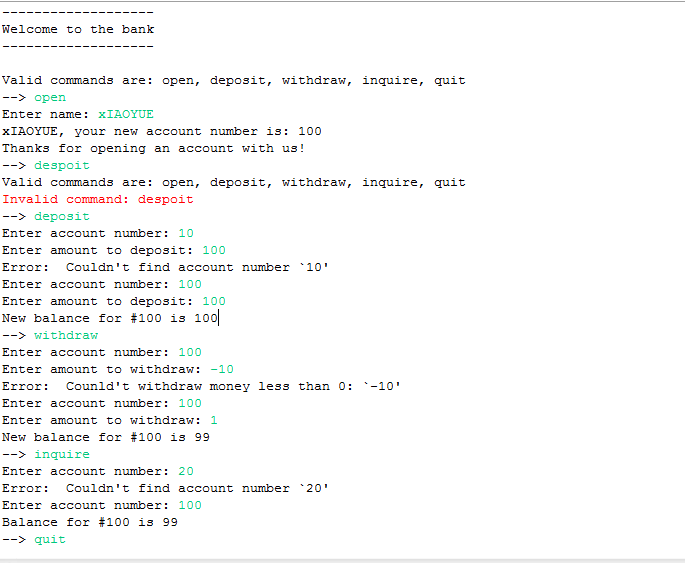 -------------------
Welcome to the bank
-------------------
Valid commands are: open, deposit, withdraw, inquire, quit
--> open
Enter name: xIAOYUE
xIAOYUE, your new account number is: 100
Thanks for opening an account with us!
--> despoit
Valid commands are: open, deposit, withdraw, inquire, quit
Invalid command: despoit
--> deposit
Enter account number: 10
Enter amount to deposit: 100
Error:  Couldn't find account number `10'
Enter account number: 100
Enter amount to deposit: 100
New balance for #100 is 100
--> withdraw
Enter account number: 100
Enter amount to withdraw: -10
Error:  Counld't withdraw money less than 0: `-10'
Enter account number: 100
Enter amount to withdraw: 1
New balance for #100 is 99
--> inquire
Enter account number: 20
Error:  Couldn't find account number `20'
Enter account number: 100
Balance for #100 is 99
--> quit